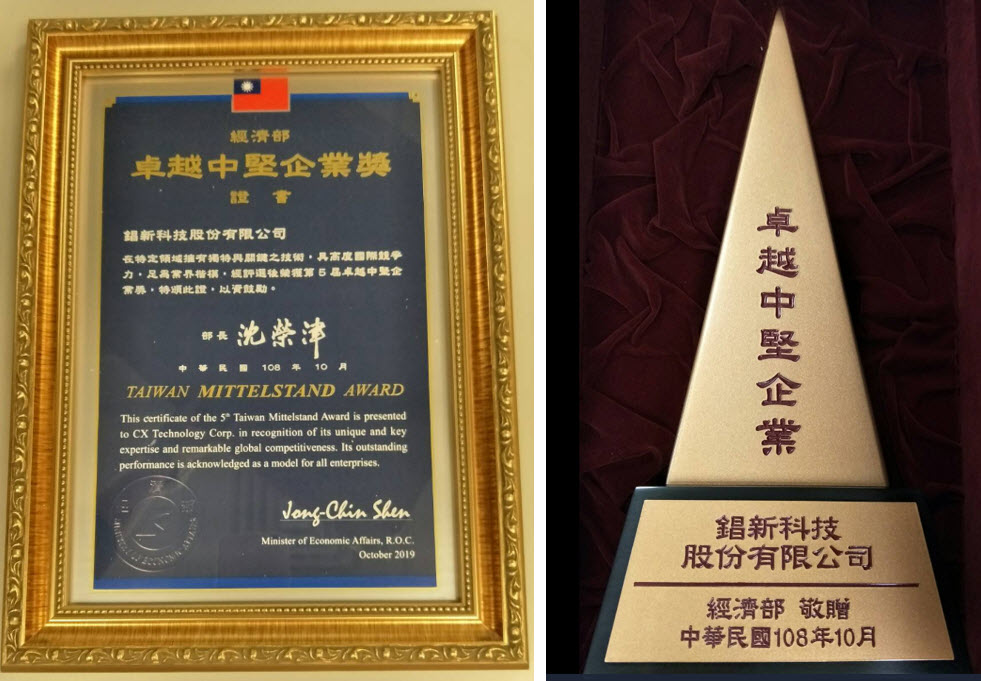 經濟部
卓越中堅企業獎
證書
錩新科技股份有限公司
在特定領域擁有獨特與關鍵之技術，具高度國際競爭
力，足為業界楷模，經評選後榮獲第5屆卓越中堅企
業獎，特頒此證，以資鼓勵。
部長 沈榮津
中華民國 108 年 10 月
TAIWAN MITTELSTAND AWARD
This certificate of the 5th Taiwan Mittelstand Award is presented
to CX Technology Corp. in recognition of its unique and key
expertise and remarkable global competitiveness. Its outstanding
performance is acknowledged as a model for all enterprises.
Jong-Chin Shen
Minister of Economic Affairs, R.O.C.
October 2019
卓越中堅企業
錩新科技
股份有限公司
經濟部 敬贈
中華民國108年10月